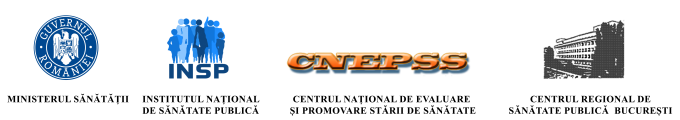 GUVERNUL
ROMÂNIEI
INSP
CNEPSS
MINISTERUL SĂNĂTĂȚII
INSTITUTUL NAȚIONAL
DE SĂNĂTATE PUBLICĂ
CENTRUL NAȚIONAL DE EVALUARE
ȘI PROMOVARE STĂRII DE SĂNĂTATE
CENTRUL REGIONAL DE
SĂNĂTATE PUBLICĂ BUCUREȘTI